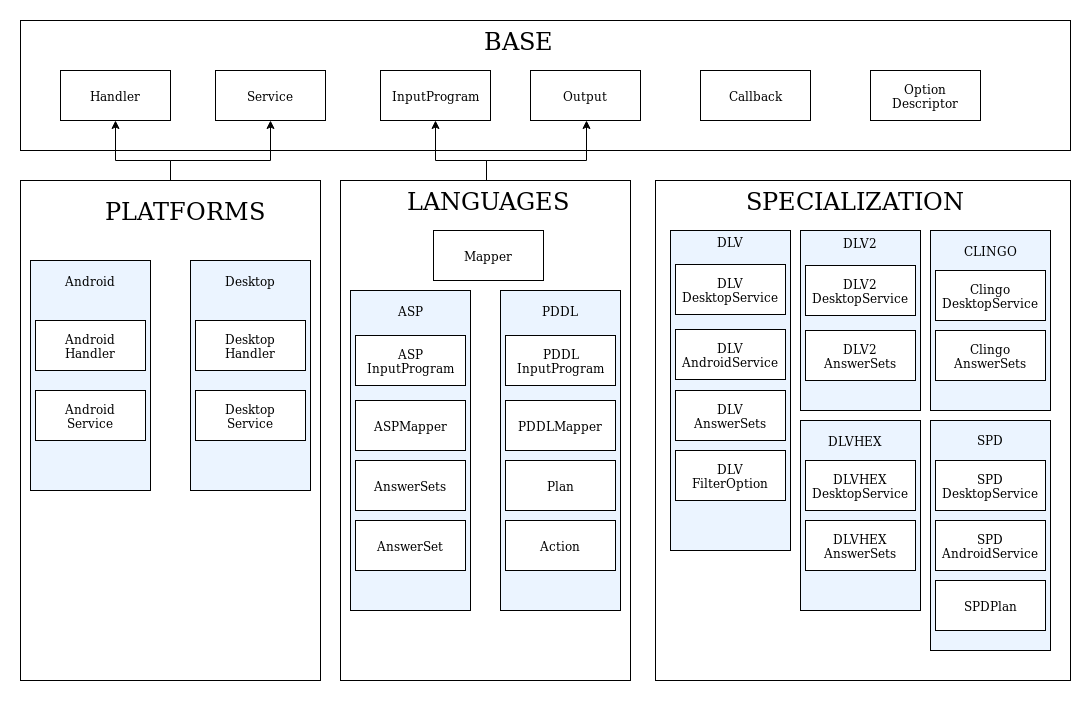 BASE
Handler
Service
InputProgram
Output
Callback
Option
Descriptor
PLATFORMS
Android
Android
Handler
Android
Service
Desktop
Desktop
Handler
Desktop
Service
LANGUAGES
Mapper
ASP
ASP
InputProgram
ASPMapper
AnswerSets
AnswerSet
PDDL
PDDL
InputProgram
PDDLMapper
Plan
Action
SPECIALIZATION
DLV
DLV
DesktopService
DLV
AndroidService
DLV
AnswerSets
DLV
FilterOption
DLV2
DLV2
DesktopService
DLV2
AnswerSets
CLINGO
Clingo
DesktopService
Clingo
AnswerSets
DLVHEX
DLVHEX
DesktopService
DLVHEX
AnswerSets
SPD
SPD
DesktopService
SPD
AndroidService
SPDPlan